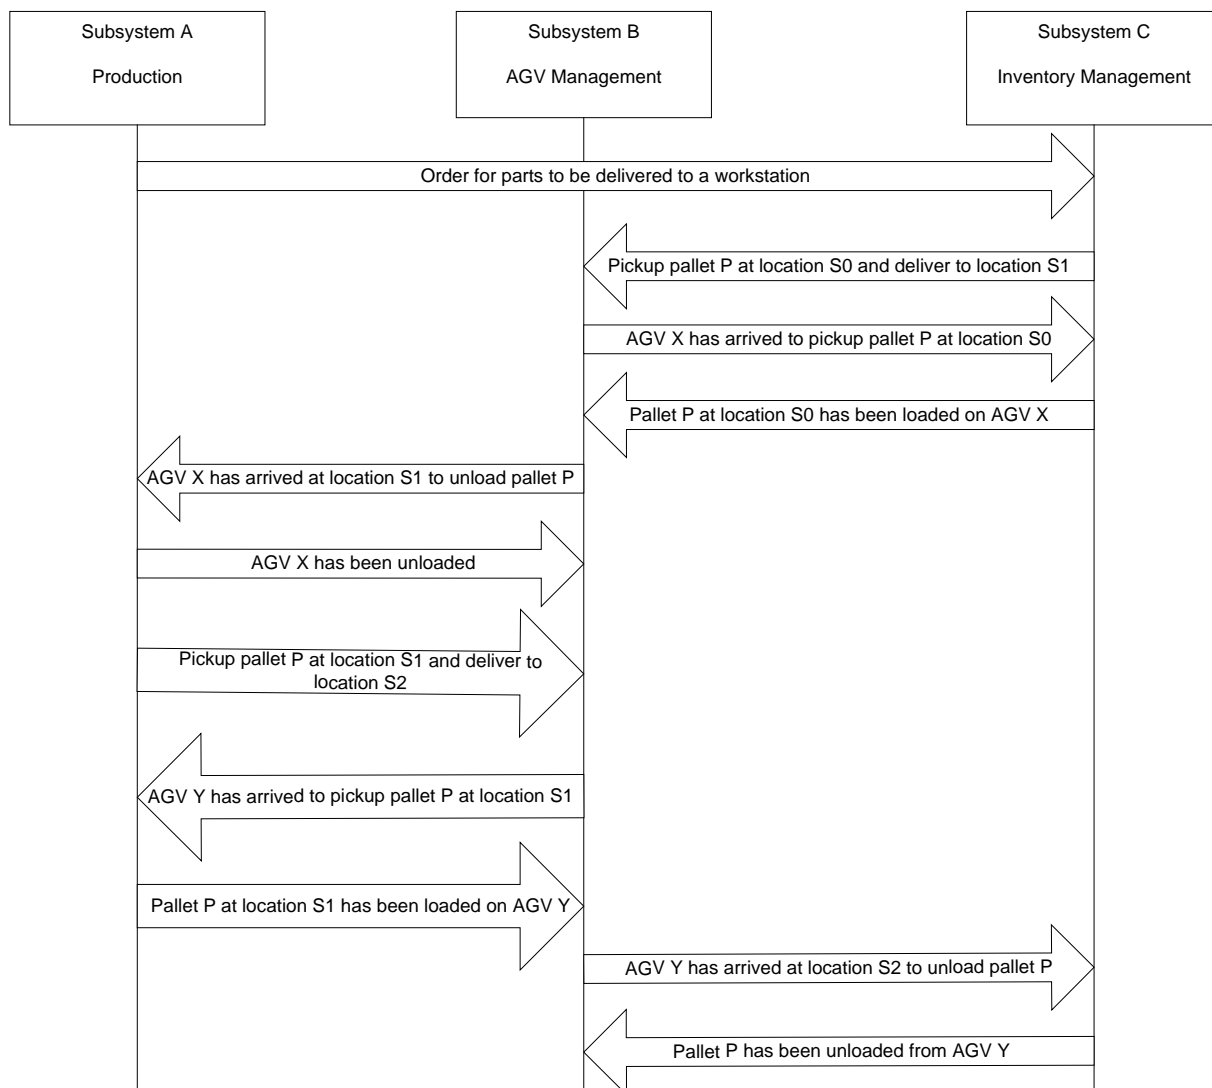 Subsystem A
Production
Subsystem B
AGV Management
Subsystem C
Inventory Management
Order for parts to be delivered to a workstation
Pickup pallet P at location S0 and deliver to location S1
AGV X has arrived to pickup pallet P at location S0
Pallet P at location S0 has been loaded on AGV X
AGV X has arrived at location S1 to unload pallet P
AGV X has been unloaded
Pickup pallet P at location S1 and deliver to
location S2
AGV Y has arrived to pickup pallet P at location S1
Pallet P at location S1 has been loaded on AGV Y
AGV Y has arrived at location S2 to unload pallet P
Pallet P has been unloaded from AGV Y